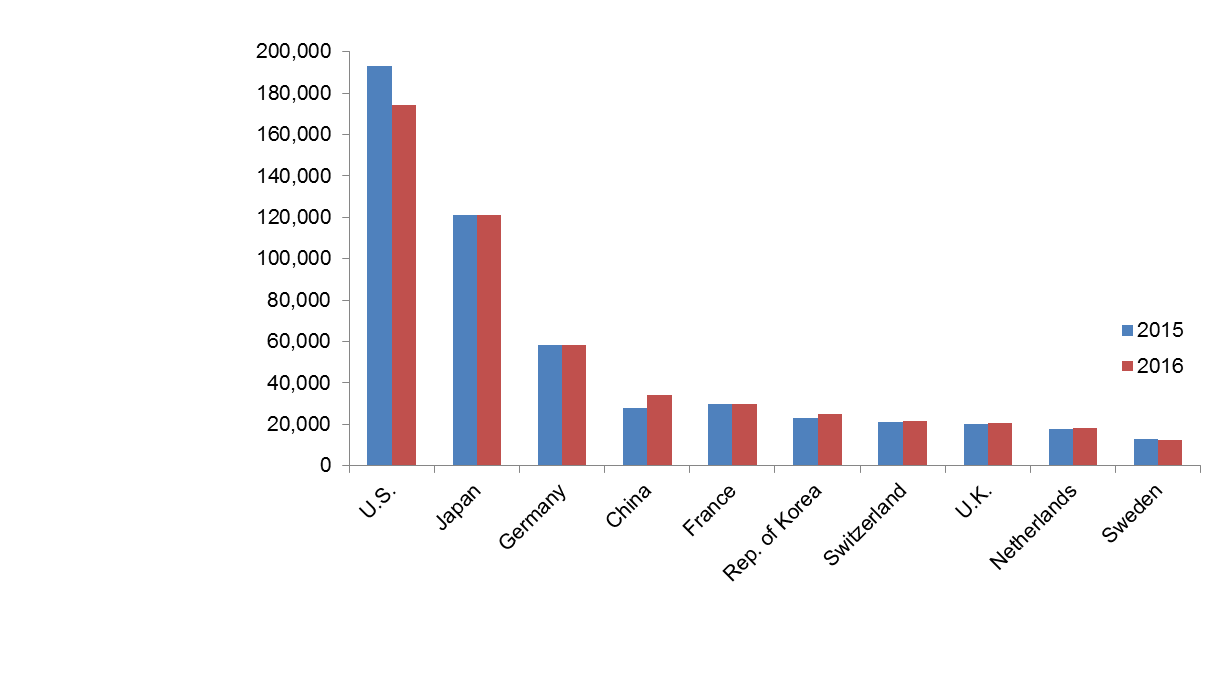 200,000
180,000
160,000
140,000
120,000
100,000
80,000
60,000
40,000
20,000
0
2015
2016
U.S.
Japan
Germany
China
France
Rep. of Korea
Switzerland
U.K.
Netherlands
Sweden